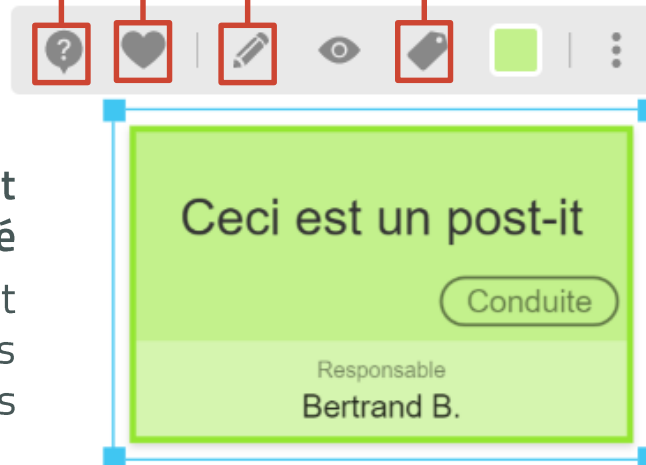 t
é
t
s
s
Ceci est un post-it
Conduite
Responsable
Bertrand B.